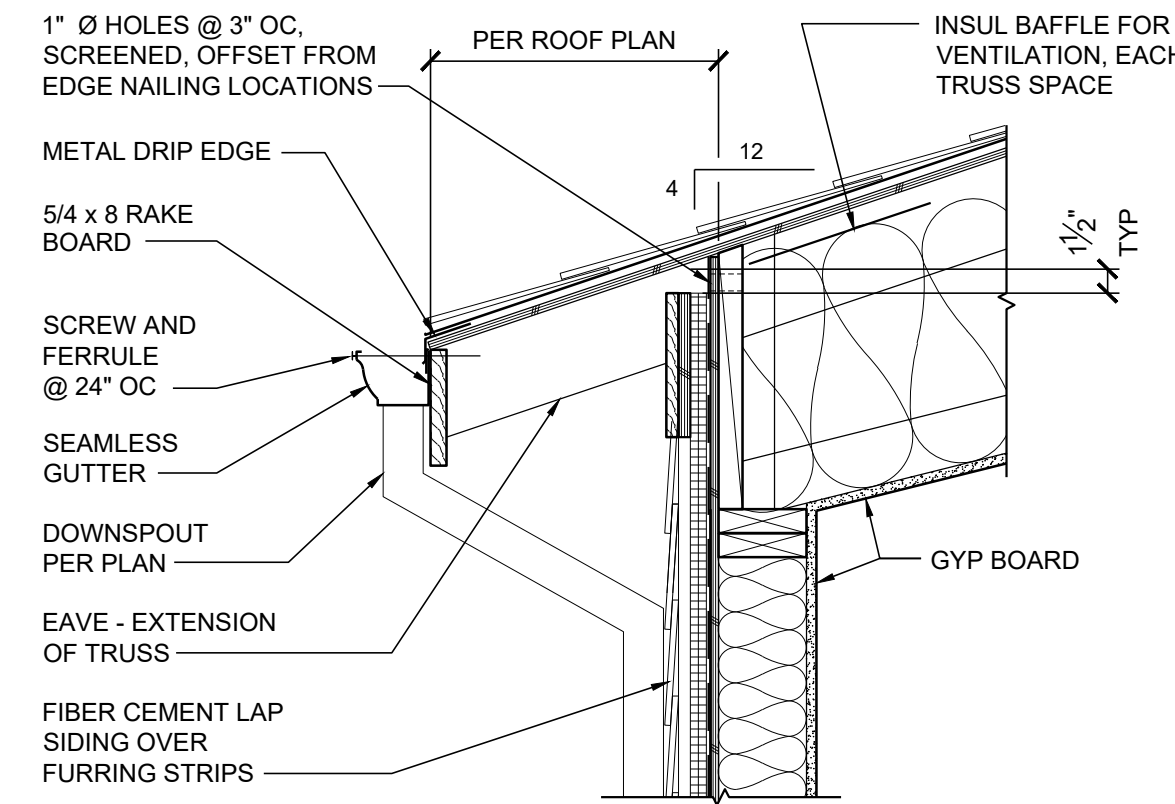 1" Ø HOLES @ 3" OC,
SCREENED, OFFSET FROM
EDGE NAILING LOCATIONS
PER ROOF PLAN
INSUL BAFFLE FOR
VENTILATION, EACH
TRUSS SPACE
METAL DRIP EDGE
12
4
5/4 x 8 RAKE
BOARD
1 1/2"
TYP
SCREW AND
FERRULE
@ 24" OC
SEAMLESS
GUTTER
DOWNSPOUT
PER PLAN
GYP BOARD
EAVE - EXTENSION
OF TRUSS
FIBER CEMENT LAP
SIDING OVER
FURRING STRIPS